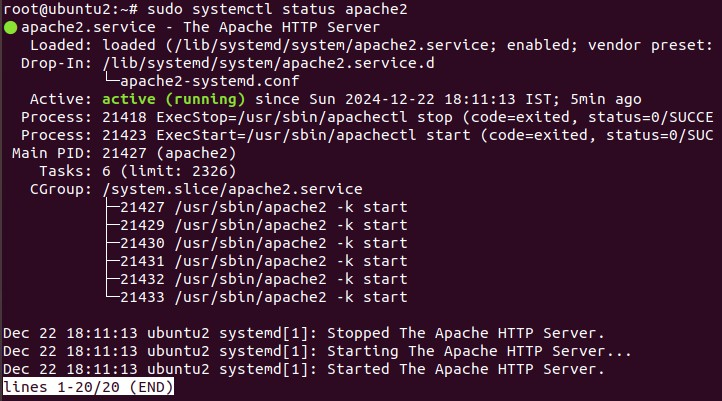 root@ubuntu2:~# sudo systemctl status apache2
● apache2.service - The Apache HTTP Server
   Loaded: loaded (/lib/systemd/system/apache2.service; enabled; vendor preset:
  Drop-In: /lib/systemd/system/apache2.service.d
           └─apache2-systemd.conf
   Active: active (running) since Sun 2024-12-22 18:11:13 IST; 5min ago
  Process: 21418 ExecStop=/usr/sbin/apachectl stop (code=exited, status=0/SUCCE
  Process: 21423 ExecStart=/usr/sbin/apachectl start (code=exited, status=0/SUC
 Main PID: 21427 (apache2)
    Tasks: 6 (limit: 2326)
   CGroup: /system.slice/apache2.service
           ├─21427 /usr/sbin/apache2 -k start
           ├─21429 /usr/sbin/apache2 -k start
           ├─21430 /usr/sbin/apache2 -k start
           ├─21431 /usr/sbin/apache2 -k start
           ├─21432 /usr/sbin/apache2 -k start
           └─21433 /usr/sbin/apache2 -k start

Dec 22 18:11:13 ubuntu2 systemd[1]: Stopped The Apache HTTP Server.
Dec 22 18:11:13 ubuntu2 systemd[1]: Starting The Apache HTTP Server...
Dec 22 18:11:13 ubuntu2 systemd[1]: Started The Apache HTTP Server.
lines 1-20/20 (END)